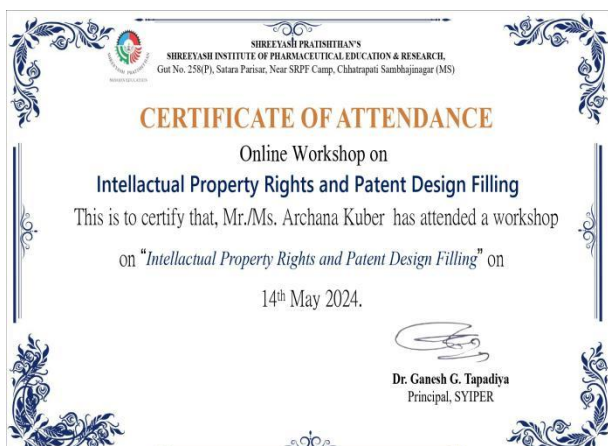 SHREEYASH PRATISHTHAN'S
SHREEYASH INSTITUTE OF PHARMACEUTICAL EDUCATION & RESEARCH,
Gut No. 258(P), Satara Parisar, Near SRPF Camp, Chhatrapati Sambhajinagar (MS)
SHREEYASH PRATISHTHAN
CERTIFICATE OF ATTENDANCE
Online Workshop on
Intellactual Property Rights and Patent Design Filling
This is to certify that, Mr./Ms. Archana Kuber has attended a workshop
on “Intellactual Property Rights and Patent Design Filling” on
14th May 2024.
Dr. Ganesh G. Tapadiya
Principal, SYIPER